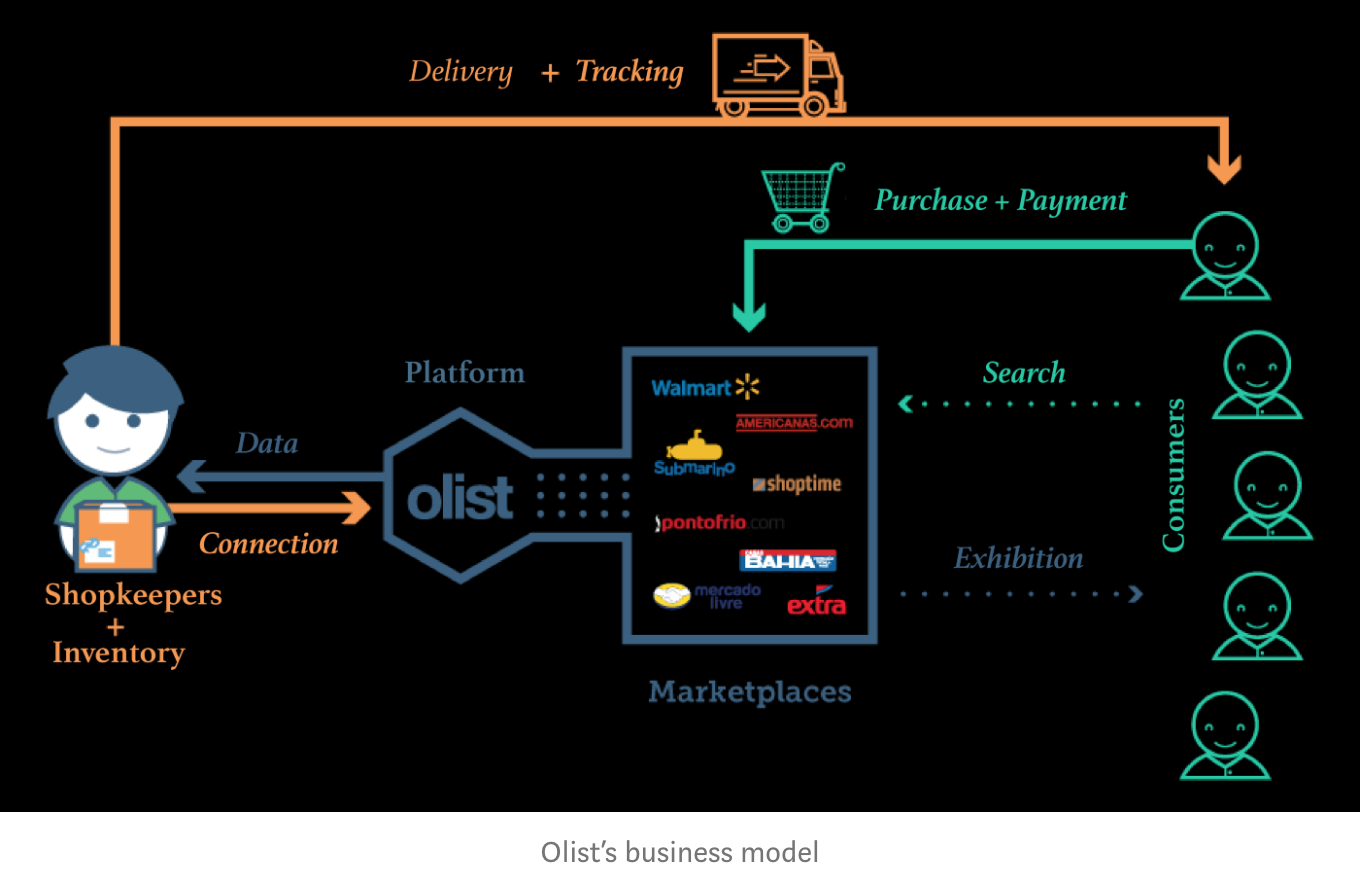 Delivery + Tracking
Purchase + Payment
Platform
Search
Data
Connection
Shopkeepers
+
Inventory
olist
Walmart
AMERICANAS.com
Submarino
shoptime
pontofrio.com
CASAS
BAHIA
mercado
livre
extra
Marketplaces
Exhibition
Consumers
Olist’s business model